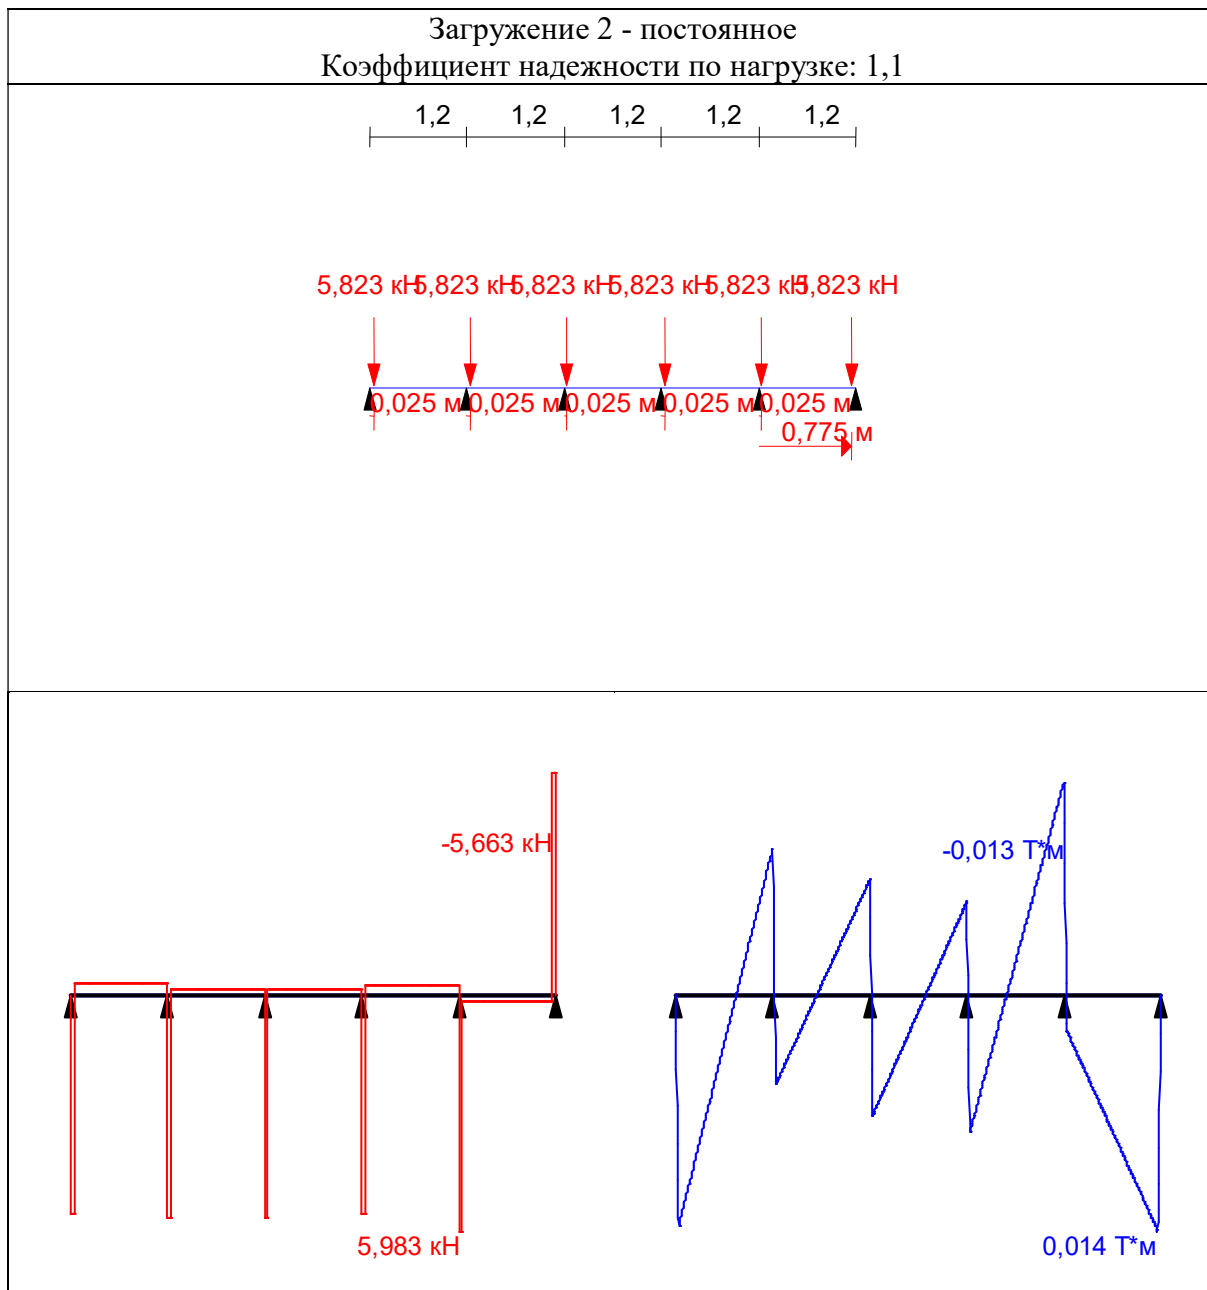 Загружение 2 - постоянное
Коэффициент надежности по нагрузке: 1,1
1,2 1,2 1,2 1,2 1,2
5,823 кН 5,823 кН 5,823 кН 5,823 кН 5,823 кН 5,823 кН
0,025 м 0,025 м 0,025 м 0,025 м 0,025 м
0,775 м
-5,663 кН -0,013 Т*м
5,983 кН 0,014 Т*м